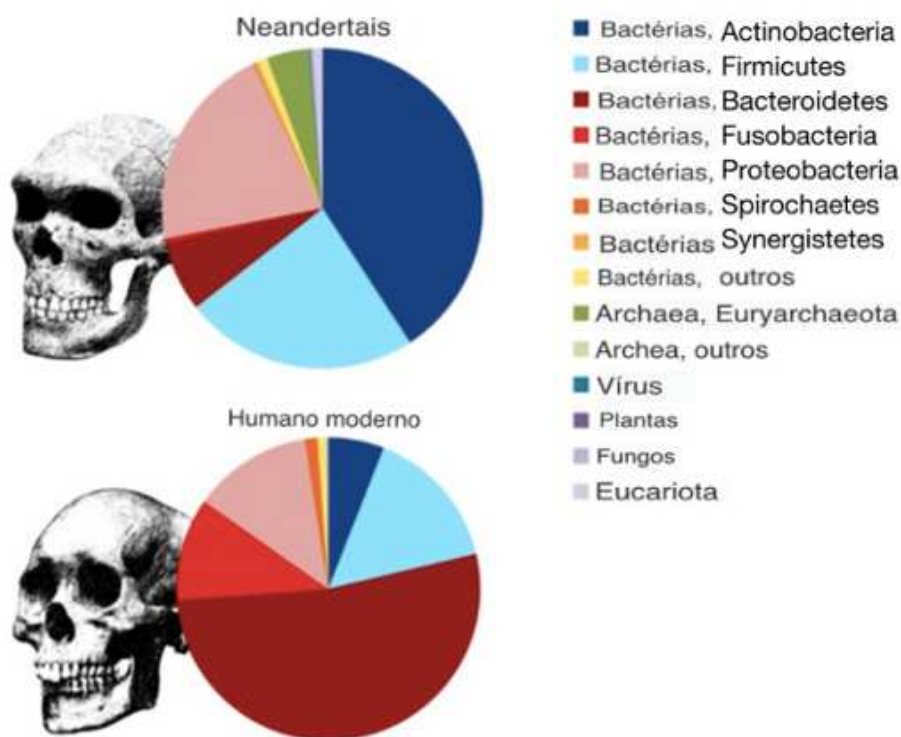 Neandertais
Bactérias, Actinobacteria
Bactérias, Firmicutes
Bactérias, Bacteroidetes
Bactérias, Fusobacteria
Bactérias, Proteobacteria
Bactérias, Spirochaetes
Bactérias Synergistetes
Bactérias, outros
Archaea, Euryarchaeota
Archea, outros
Vírus
Plantas
Fungos
Eucariota
Humano moderno